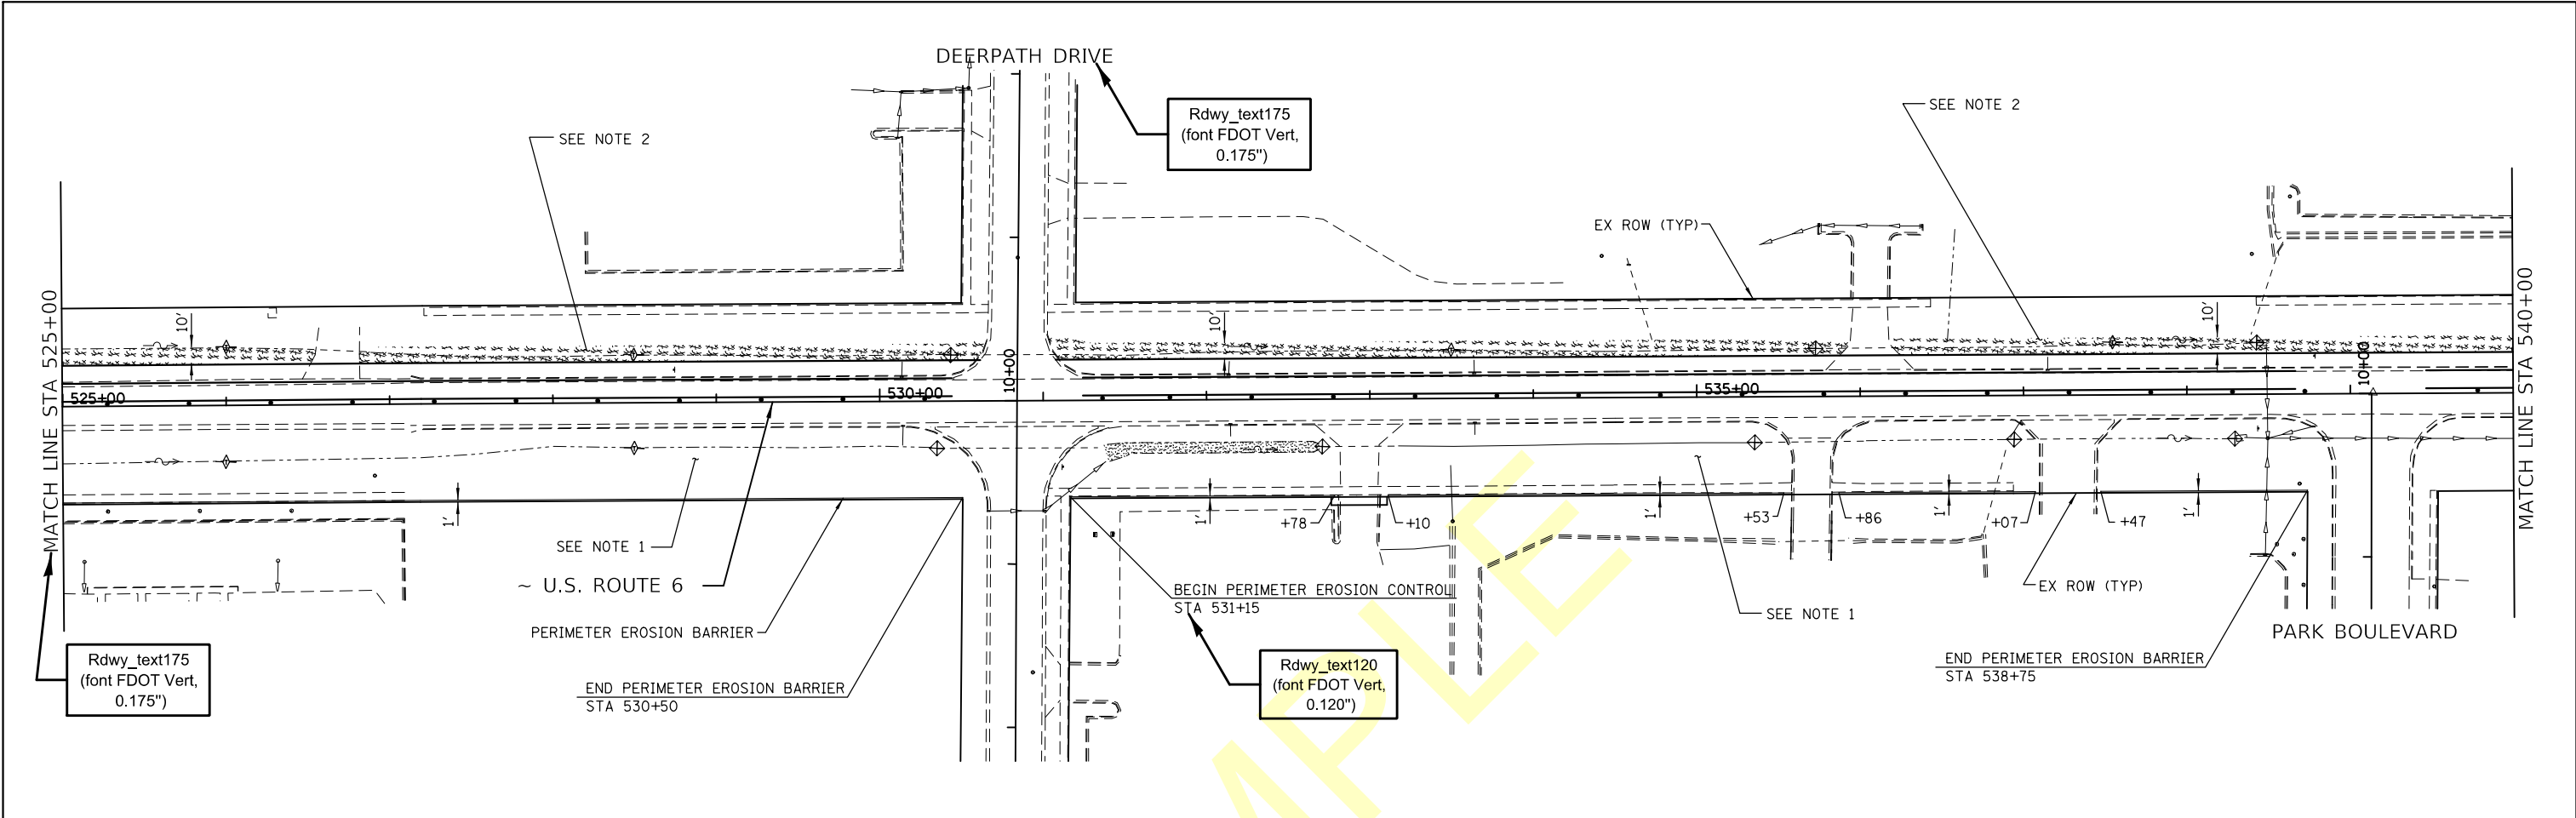 DEERPATH DRIVE
Rdwy_text175
(font FDOT Vert,
0.175")
SEE NOTE 2
SEE NOTE 2
EX ROW (TYP)
MATCH LINE STA 525+00
10'
10'
10'
MATCH LINE STA 540+00
525+00
530+00
10+00
535+00
10+00
1'
1'
+78
+10
1'
+53
+86
1'
+07
+47
1'
SEE NOTE 1
~ U.S. ROUTE 6
BEGIN PERIMETER EROSION CONTROL
STA 531+15
EX ROW (TYP)
SEE NOTE 1
PERIMETER EROSION BARRIER
PARK BOULEVARD
Rdwy_text175
(font FDOT Vert,
0.175")
Rdwy_text120
(font FDOT Vert,
0.120")
END PERIMETER EROSION BARRIER
STA 538+75
END PERIMETER EROSION BARRIER
STA 530+50
MPLE